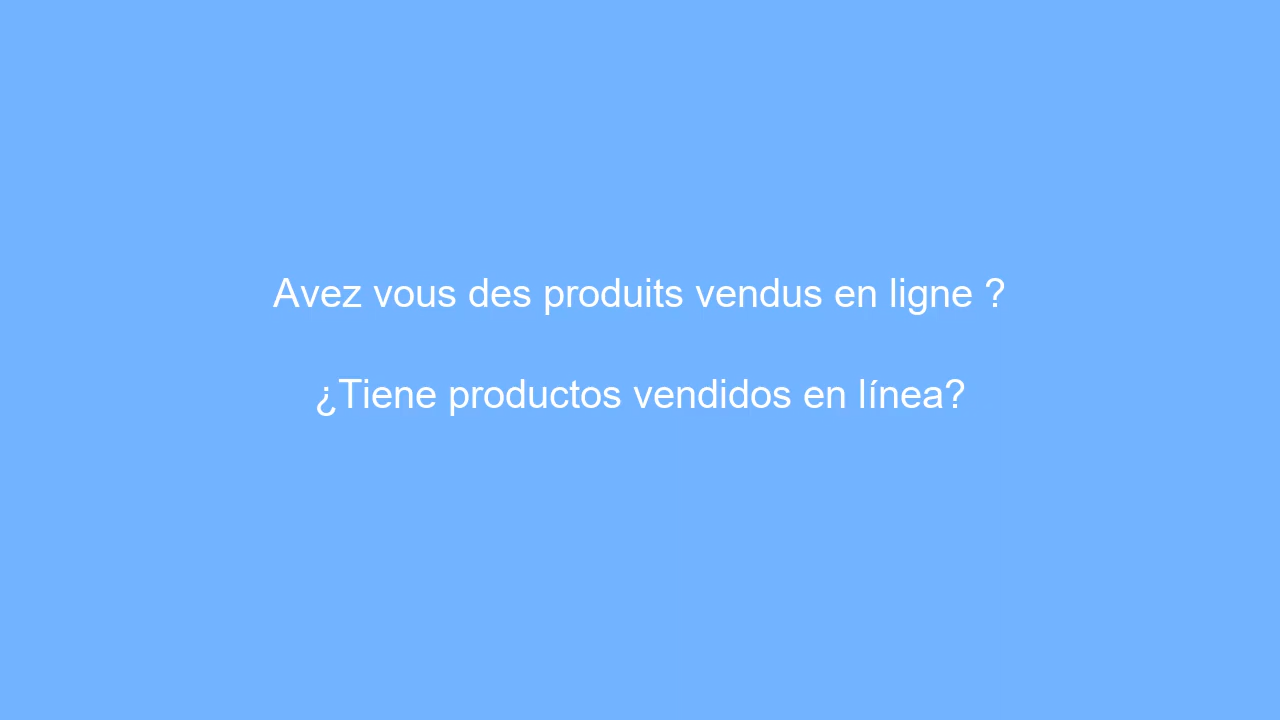 Avez vous des produits vendus en ligne ?
¿Tiene productos vendidos en línea?